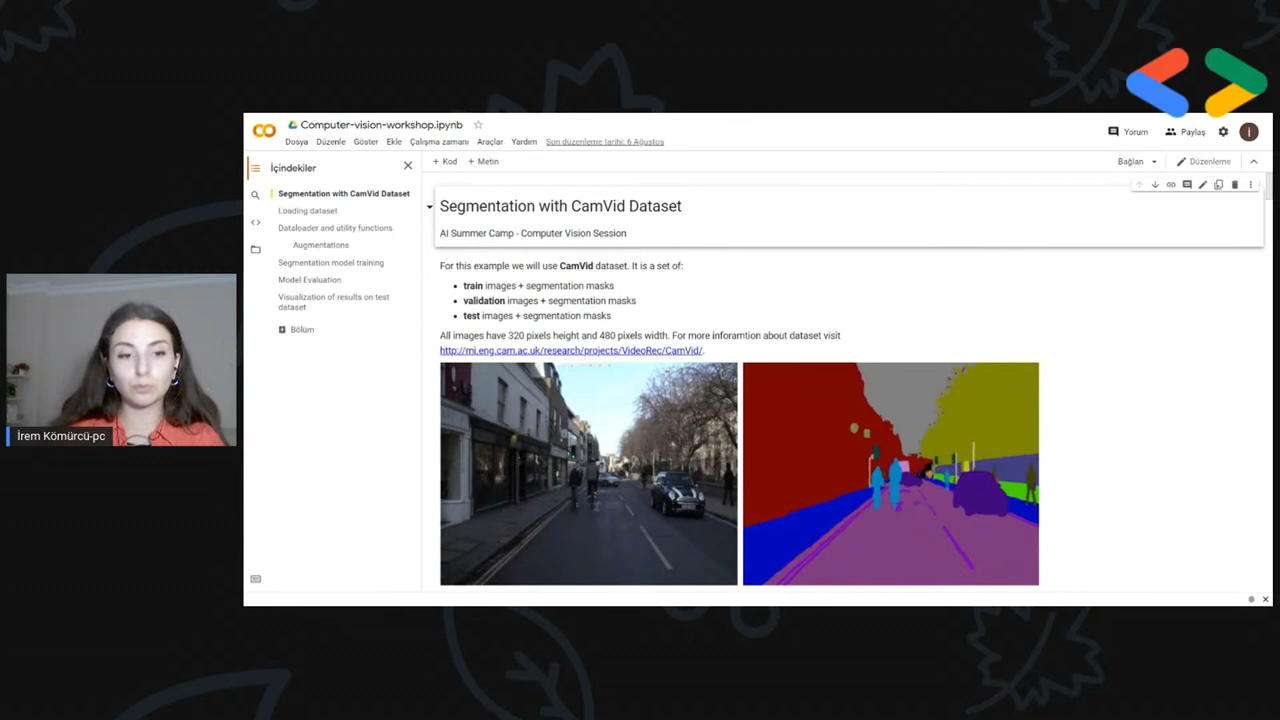 Computer-vision-workshop.ipynb
Dosya Düzenle Göster Ekle Çalışma zamanı Araçlar Yardım Son düzenleme tarihi: 6 Ağustos
Yorum Paylaş i
İçindekiler
Segmentation with CamVid Dataset
Loading dataset
Dataloader and utility functions
Augmentations
Segmentation model training
Model Evaluation
Visualization of results on test
dataset
Bölüm
+ Kod + Metin
Bağlan Düzenleme
Segmentation with CamVid Dataset
AI Summer Camp - Computer Vision Session
For this example we will use CamVid dataset. It is a set of:
• train images + segmentation masks
• validation images + segmentation masks
• test images + segmentation masks
All images have 320 pixels height and 480 pixels width. For more inforamtion about dataset visit
http://mi.eng.cam.ac.uk/research/projects/VideoRec/CamVid/.
İrem Kömürcü-pc